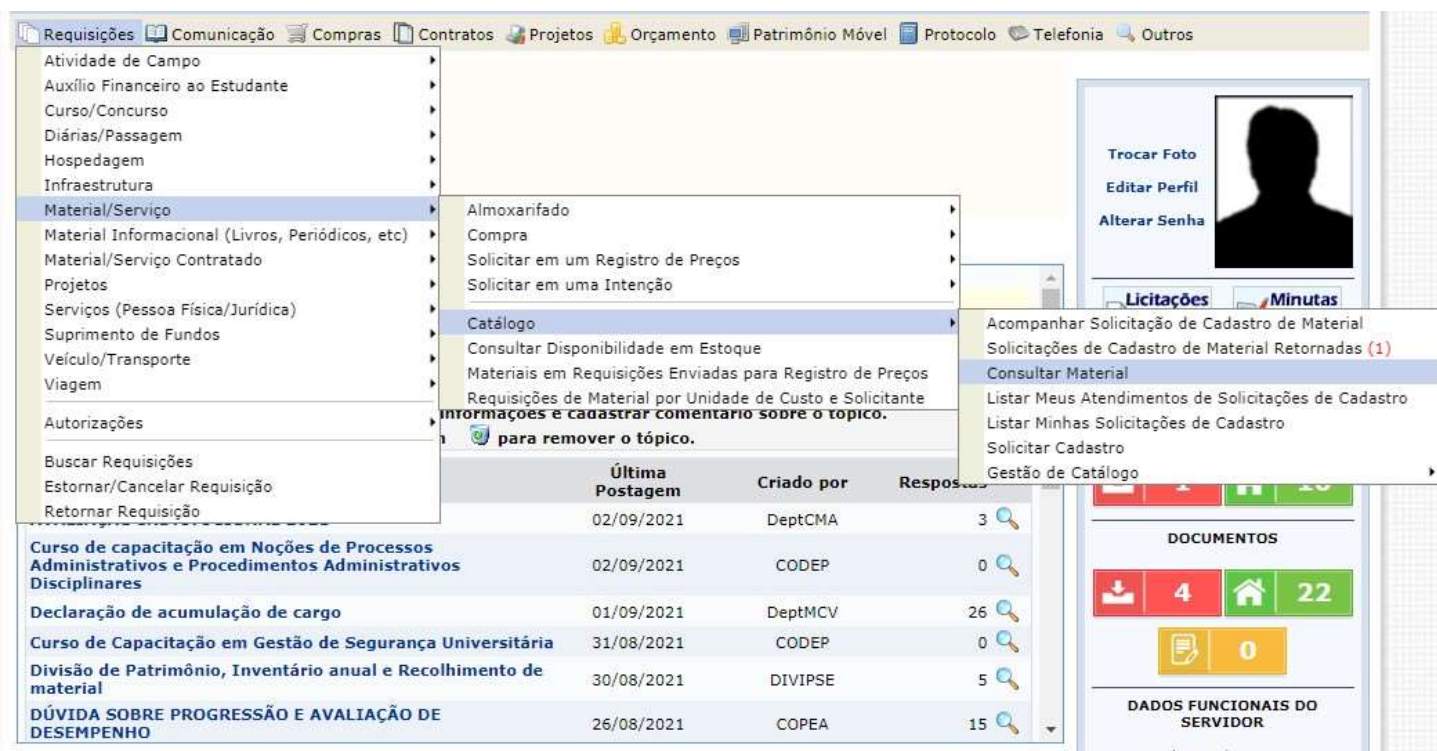 Requisições Comunicação Compras Contratos Projetos Orçamento Patrimônio Móvel Protocolo Telefonia Outros
Atividade de Campo
Auxílio Financeiro ao Estudante
Curso/Concurso
Diárias/Passagem
Hospedagem
Infraestrutura
Material/Serviço
Material Informacional (Livros, Periódicos, etc)
Material/Serviço Contratado
Projetos
Serviços (Pessoa Física/Jurídica)
Suprimento de Fundos
Veículo/Transporte
Viagem
Autorizações
Buscar Requisições
Estornar/Cancelar Requisição
Retornar Requisição
Almoxarifado
Compra
Solicitar em um Registro de Preços
Solicitar em uma Intenção
Catálogo
Consultar Disponibilidade em Estoque
Materiais em Requisições Enviadas para Registro de Preços
Requisições de Material por Unidade de Custo e Solicitante
Acompanhar Solicitação de Cadastro de Material
Solicitações de Cadastro de Material Retornadas (1)
Consultar Material
Listar Meus Atendimentos de Solicitações de Cadastro
Listar Minhas Solicitações de Cadastro
Solicitar Cadastro
Gestão de Catálogo
Trocar Foto
Editar Perfil
Alterar Senha
Licitações Minutas
informações e cadastrar comentário sobre o tópico.
para remover o tópico.
Última Postagem Criado por Respostas
02/09/2021 DeptCMA 3
Curso de capacitação em Noções de Processos
Administrativos e Procedimentos Administrativos
Disciplinares
02/09/2021 CODEP 0
Declaração de acumulação de cargo 01/09/2021 DeptMCV 26
Curso de Capacitação em Gestão de Segurança Universitária 31/08/2021 CODEP 0
Divisão de Patrimônio, Inventário anual e Recolhimento de
material
30/08/2021 DIVIPSE 5
DÚVIDA SOBRE PROGRESSÃO E AVALIAÇÃO DE
DESEMPENHO
26/08/2021 COPEA 15
DOCUMENTOS
4 22
0
DADOS FUNCIONAIS DO
SERVIDOR